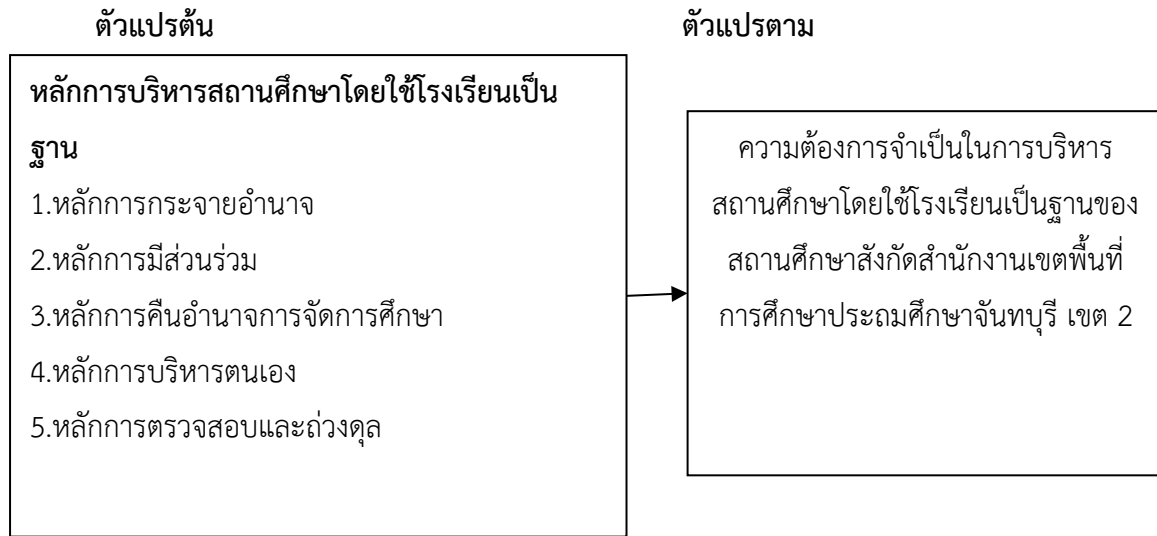 ตัวแปรต้น
ตัวแปรตาม
หลักการบริหารสถานศึกษาโดยใช้โรงเรียนเป็น
ฐาน
1.หลักการกระจายอำนาจ
2.หลักการมีส่วนร่วม
3.หลักการคืนอำนาจการจัดการศึกษา
4.หลักการบริหารตนเอง
5.หลักการตรวจสอบและถ่วงดุล
ความต้องการจำเป็นในการบริหาร
สถานศึกษาโดยใช้โรงเรียนเป็นฐานของ
สถานศึกษาสังกัดสำนักงานเขตพื้นที่
การศึกษาประถมศึกษาจันทบุรี เขต 2